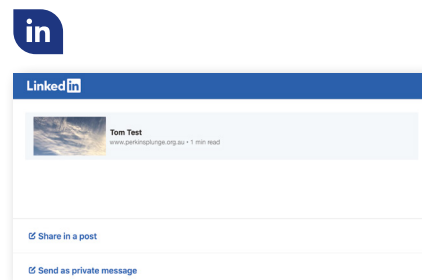 in
Linked in
Tom Test
www.perkinsplunge.org.au • 1 min read
Share in a post
Send as private message